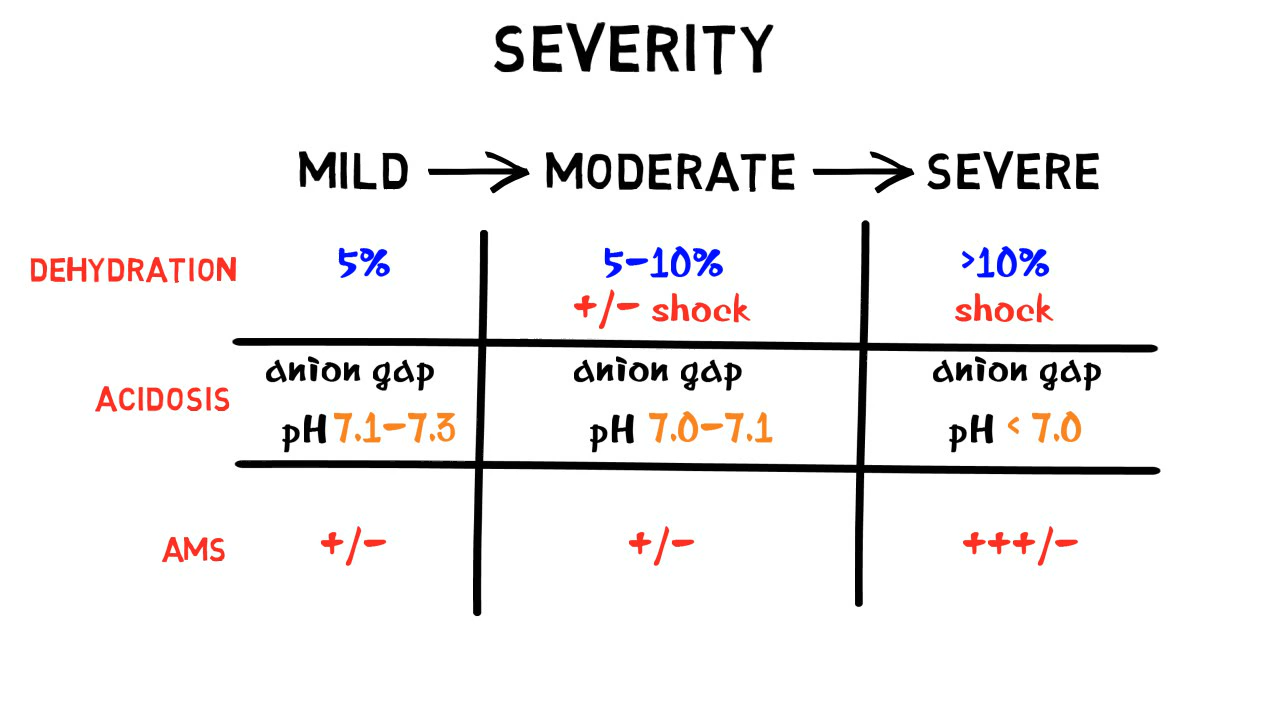 SEVERITY
MILD → MODERATE → SEVERE
DEHYDRATION 5% 5-10% >10%
+/- shock shock
anion gap anion gap anion gap
ACIDOSIS
pH 7.1-7.3 pH 7.0-7.1 pH < 7.0
AMS +/- +/- +++/-